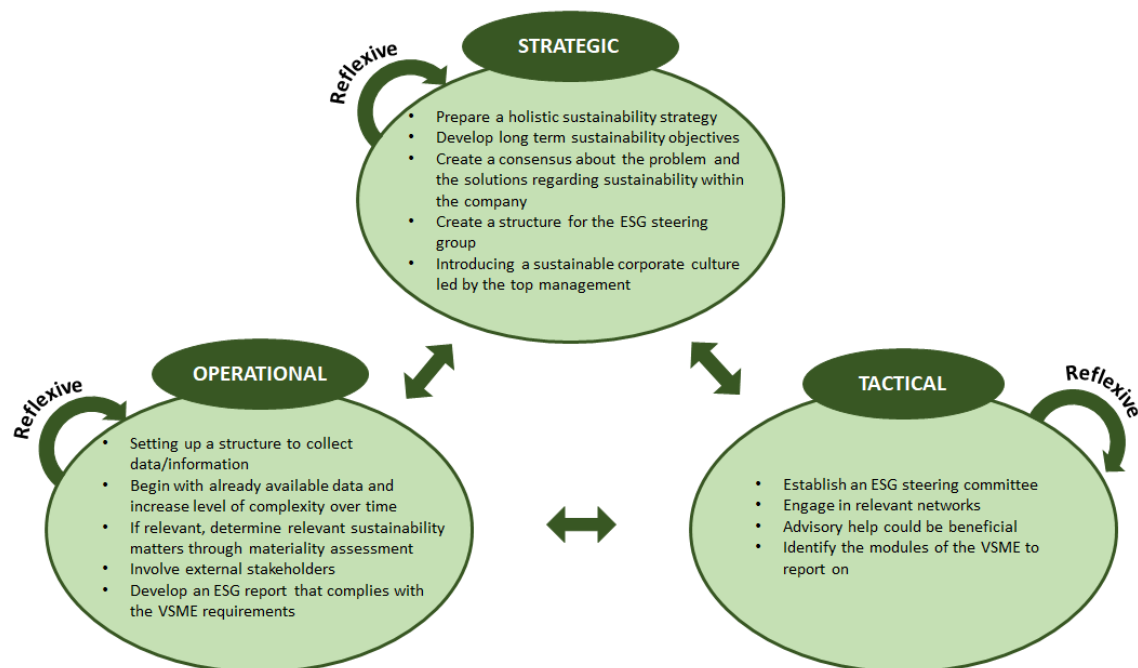 STRATEGIC
Reflexive
• Prepare a holistic sustainability strategy
• Develop long term sustainability objectives
• Create a consensus about the problem and
the solutions regarding sustainability within
the company
• Create a structure for the ESG steering
group
• Introducing a sustainable corporate culture
led by the top management
OPERATIONAL
Reflexive
• Setting up a structure to collect
data/information
• Begin with already available data and
increase level of complexity over time
• If relevant, determine relevant sustainability
matters through materiality assessment
• Involve external stakeholders
• Develop an ESG report that complies with
the VSME requirements
TACTICAL
Reflexive
• Establish an ESG steering committee
• Engage in relevant networks
• Advisory help could be beneficial
• Identify the modules of the VSME to
report on